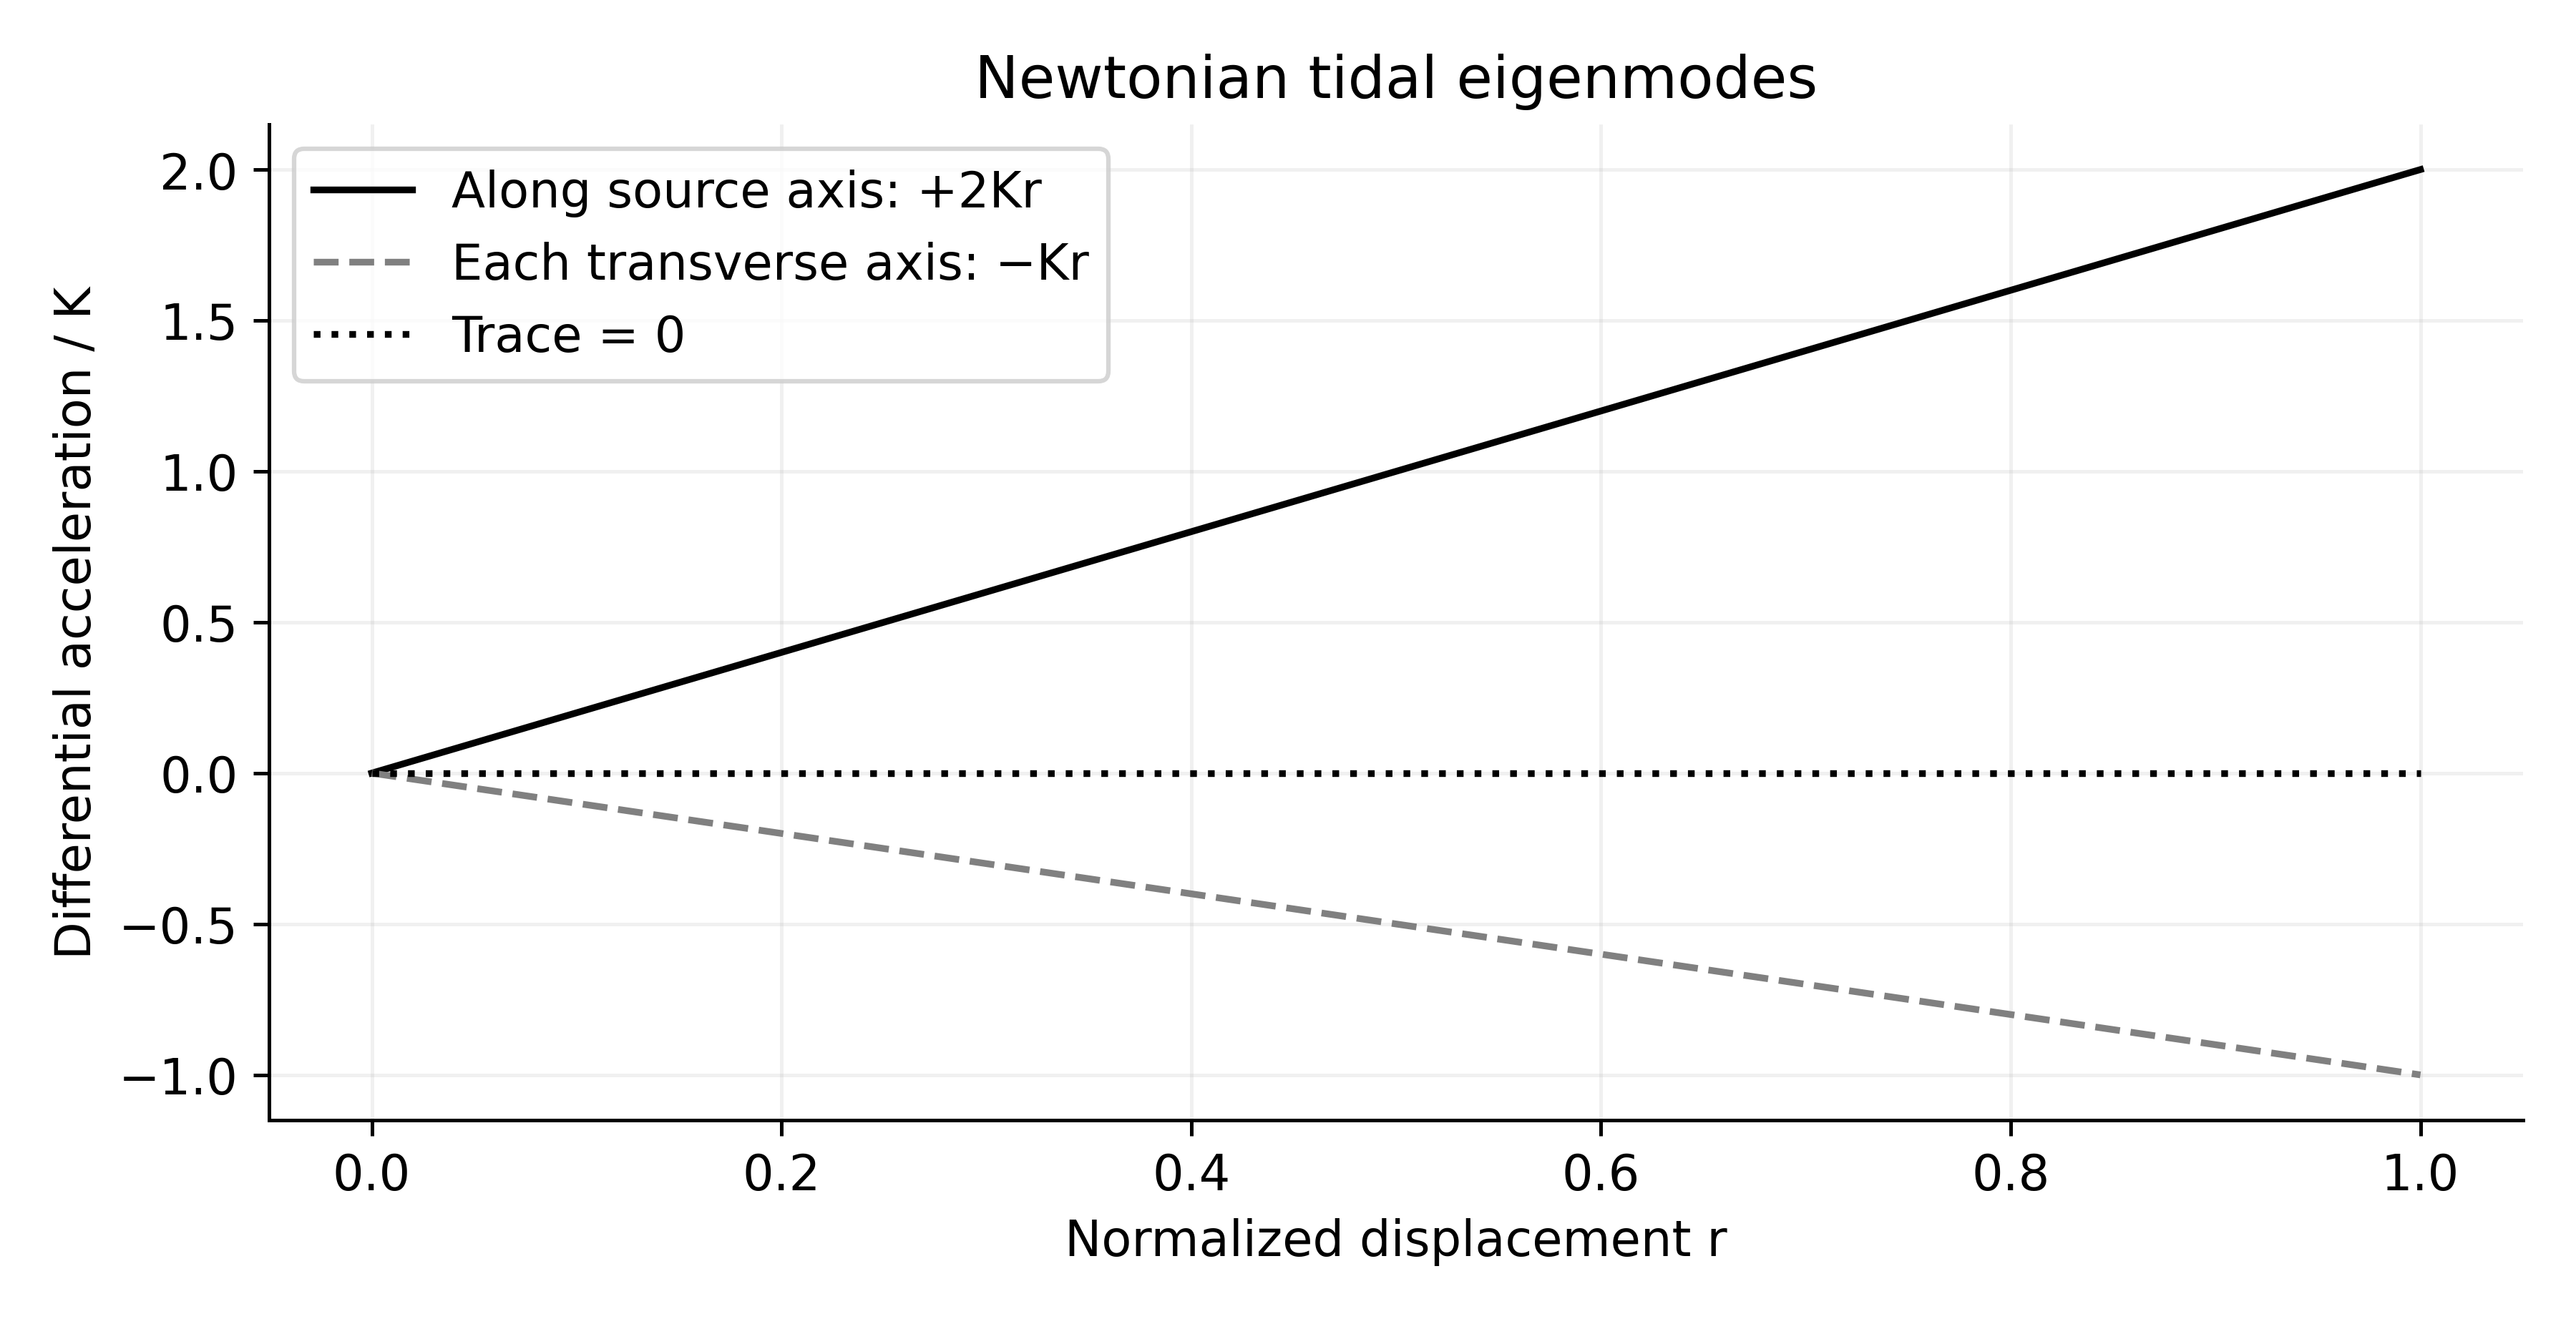 Newtonian tidal eigenmodes
Along source axis: +2Kr
Each transverse axis: −Kr
Trace = 0
Differential acceleration / K
2.0
1.5
1.0
0.5
0.0
−0.5
−1.0
0.0 0.2 0.4 0.6 0.8 1.0
Normalized displacement r